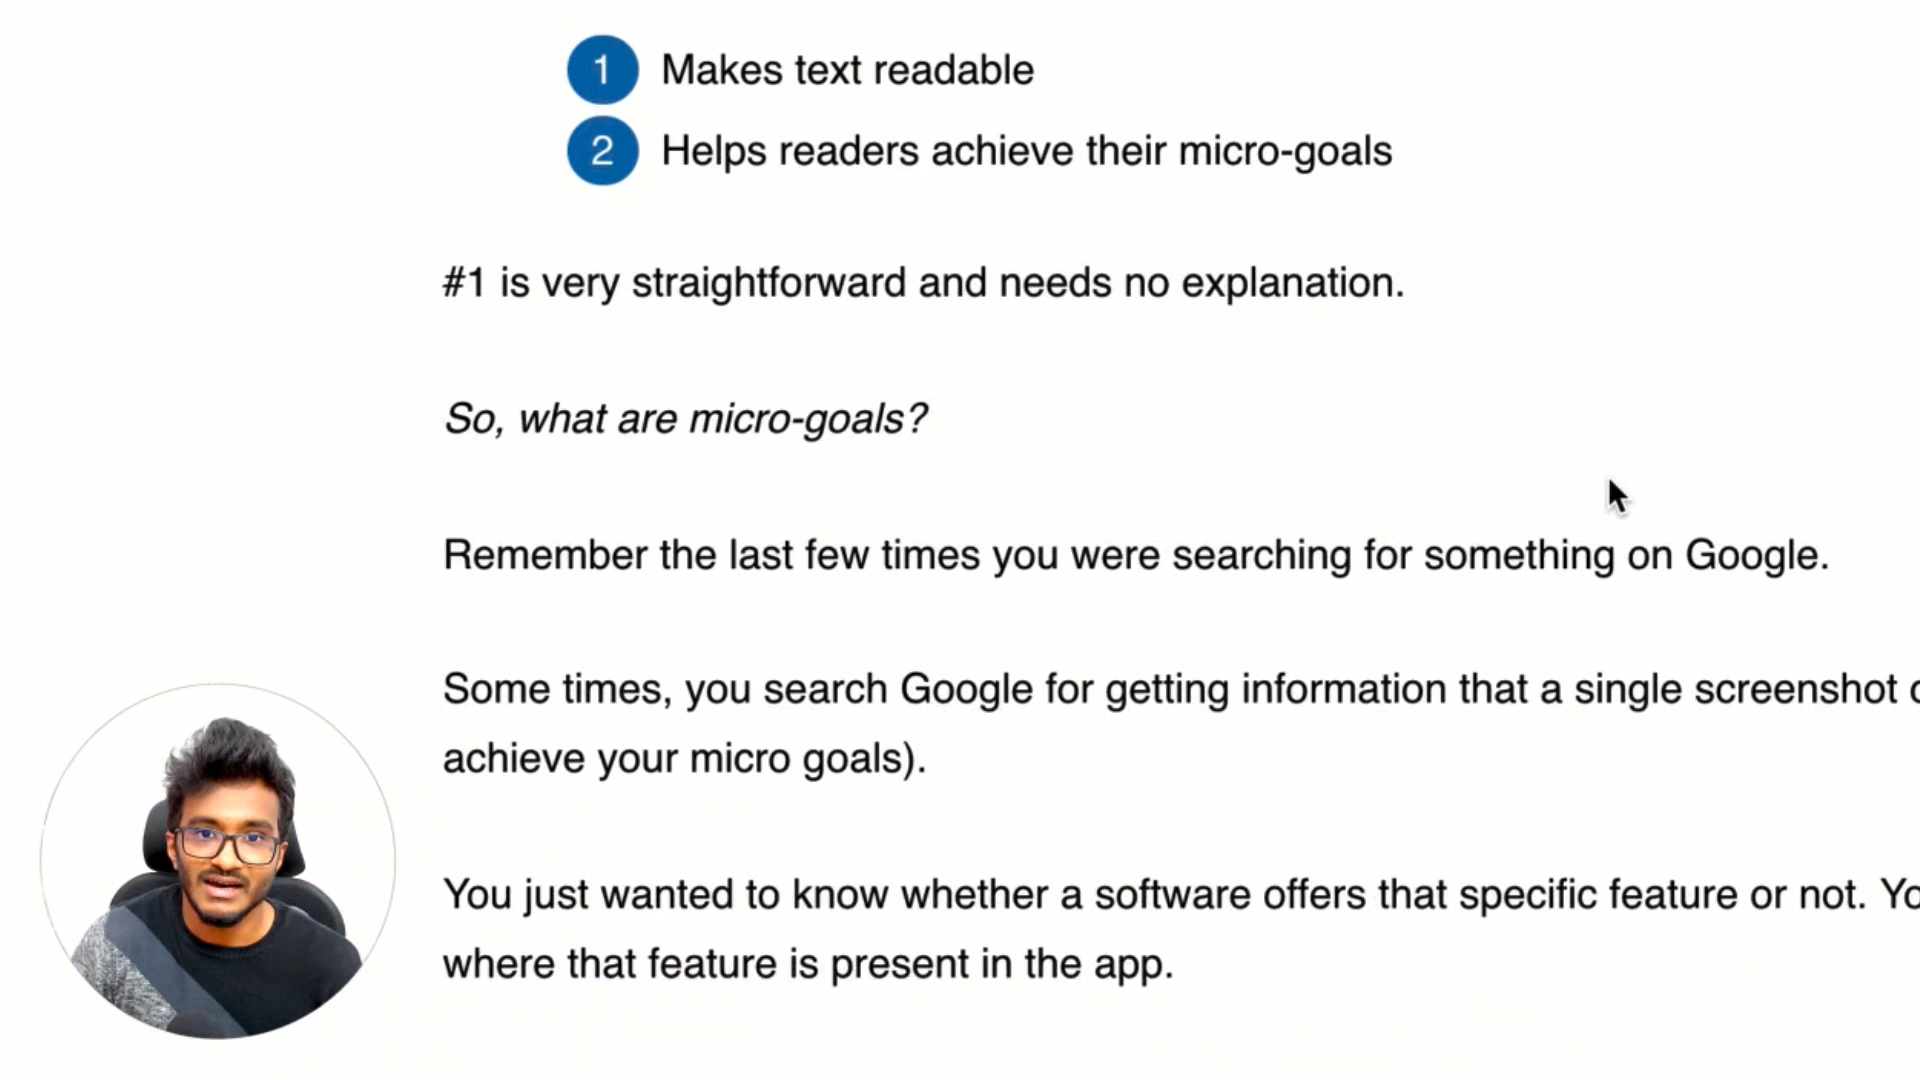 1 Makes text readable
2 Helps readers achieve their micro-goals
#1 is very straightforward and needs no explanation.
So, what are micro-goals?
Remember the last few times you were searching for something on Google.
Some times, you search Google for getting information that a single screenshot
achieve your micro goals).
You just wanted to know whether a software offers that specific feature or not.
where that feature is present in the app.